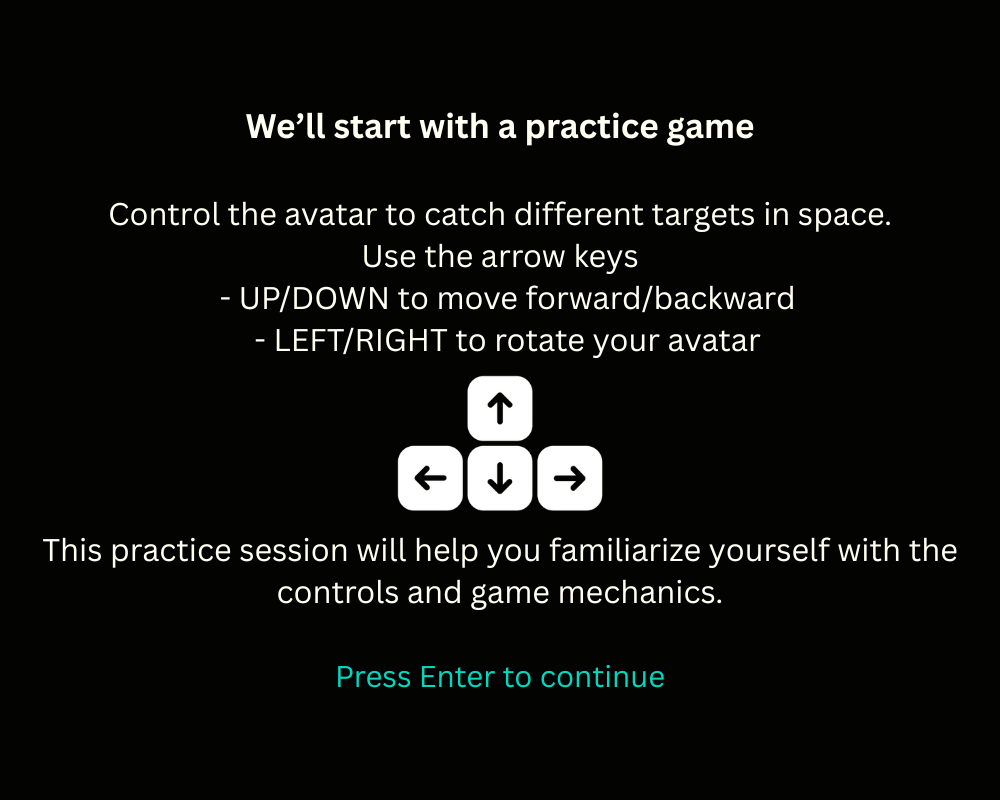 We’ll start with a practice game
Control the avatar to catch different targets in space.
Use the arrow keys
- UP/DOWN to move forward/backward
- LEFT/RIGHT to rotate your avatar
↑
← ↓ →
This practice session will help you familiarize yourself with the
controls and game mechanics.
Press Enter to continue